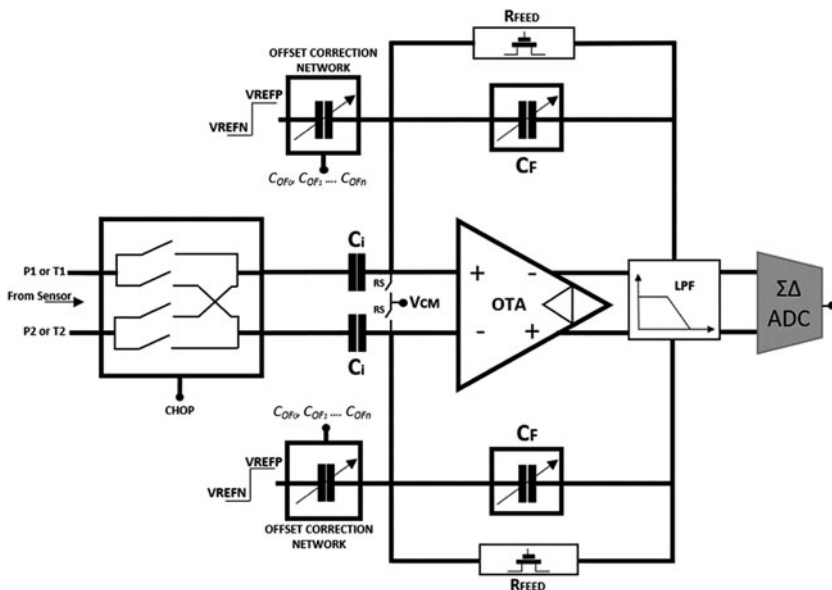 RFEED
OFFSET CORRECTION
NETWORK
VREFP
VREFN
CF
COF0, COF1 .... COFn
Ci
P1 or T1
From Sensor
P2 or T2
CHOP
RS
VCM
RS
+
-
OTA
-
+
LPF
ΣΔ
ADC
Ci
COF0, COF1 .... COFn
CF
VREFP
VREFN
OFFSET CORRECTION
NETWORK
RFEED